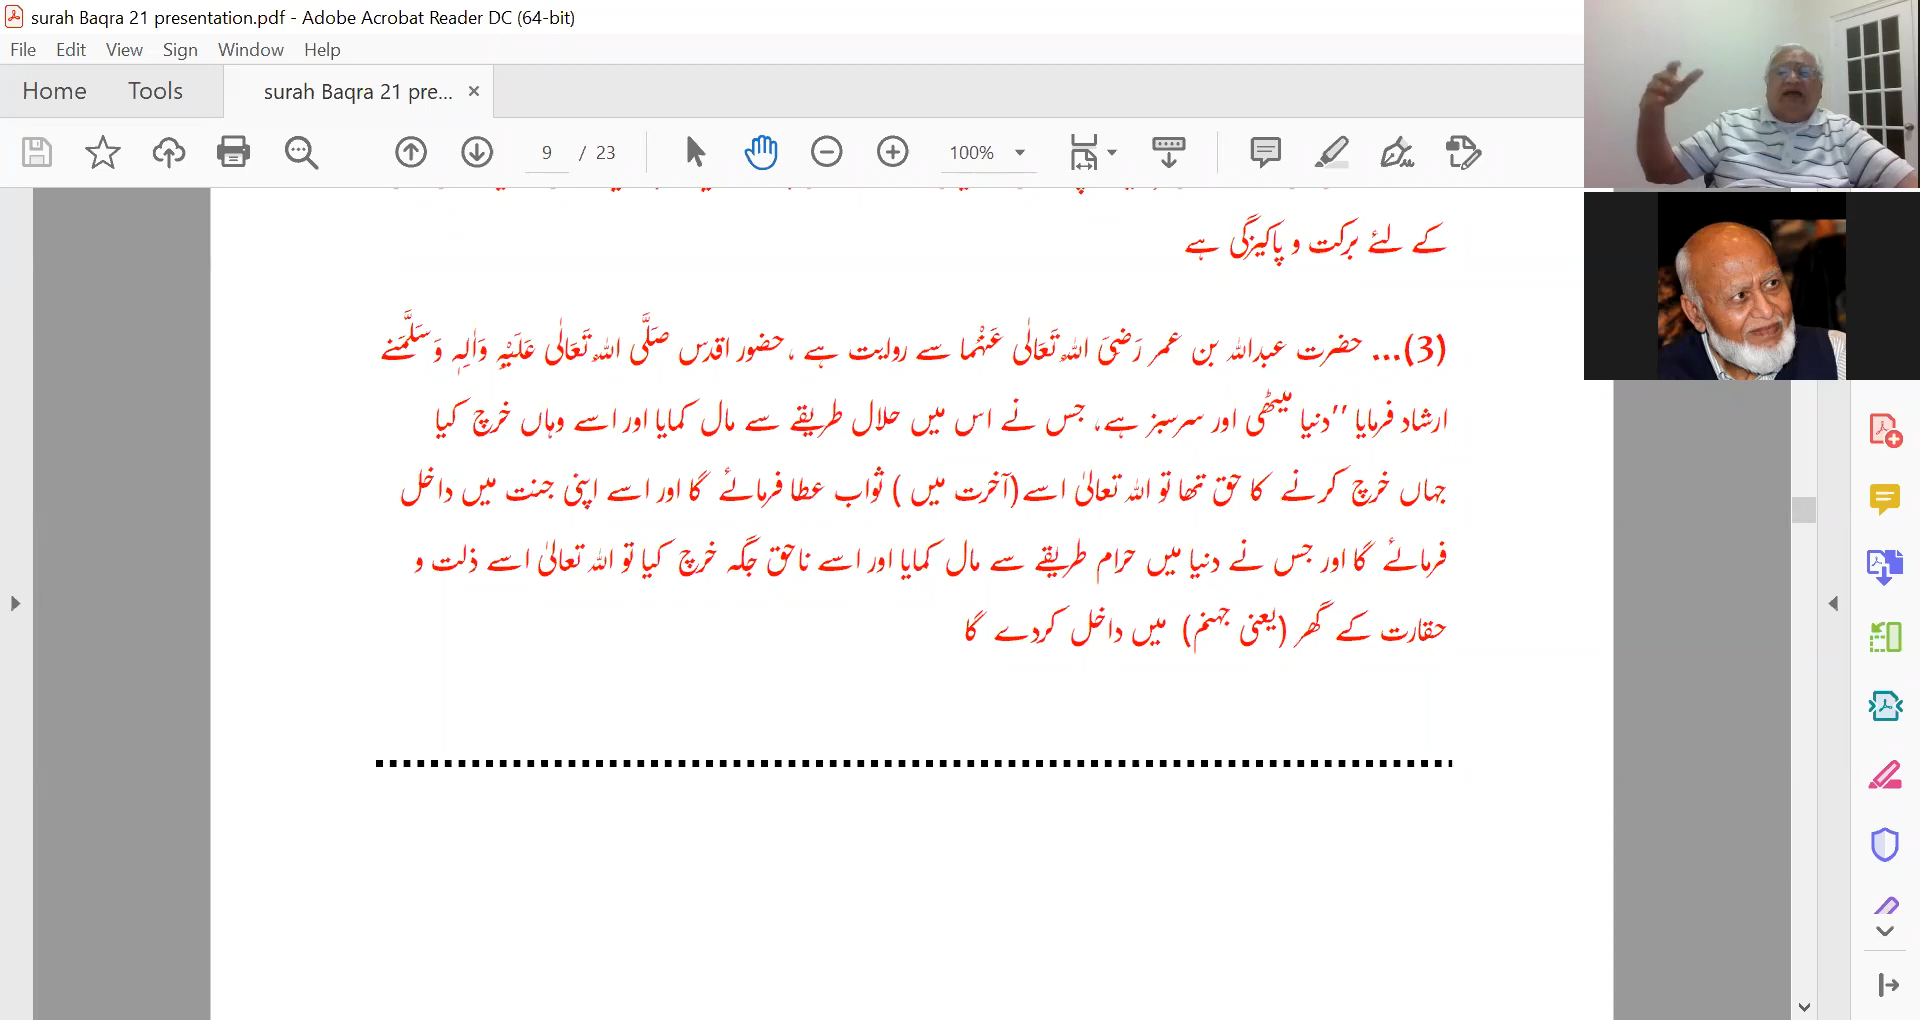 surah Baqra 21 presentation.pdf - Adobe Acrobat Reader DC (64-bit)
File Edit View Sign Window Help
Home Tools surah Baqra 21 pre... ×
9 / 23 100%
کے لئے برکت و پاکیزگی ہے
(3)... حضرت عبداللہ بن عمر رَضِیَ اللہُ تَعَالٰی عَنْہُما سے روایت ہے ،حضور اقدس صَلَّی اللہُ تَعَالٰی عَلَیْہِ وَاٰلِہٖ وَسَلَّمَنے
ارشاد فرمایا ’’دنیا میٹھی اور سرسبز ہے، جس نے اس میں حلال طریقے سے مال کمایا اور اسے وہاں خرچ کیا
جہاں خرچ کرنے کا حق تھا تو اللہ تعالیٰ اسے(آخرت میں ) ثواب عطا فرمائے گا اور اسے اپنی جنت میں داخل
فرمائے گا اور جس نے دنیا میں حرام طریقے سے مال کمایا اور اسے ناحق جگہ خرچ کیا تو اللہ تعالیٰ اسے ذلت و
حقارت کے گھر (یعنی جہنم) میں داخل کردے گا